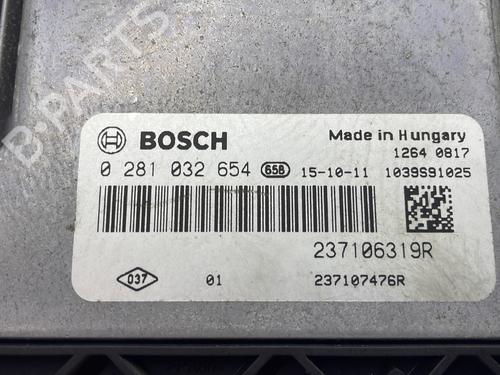 B-PARTS
BOSCH
Made in Hungary
1264 0817
0 281 032 654 65B 15-10-11 1039S91025
237106319R
037 01 237107476R